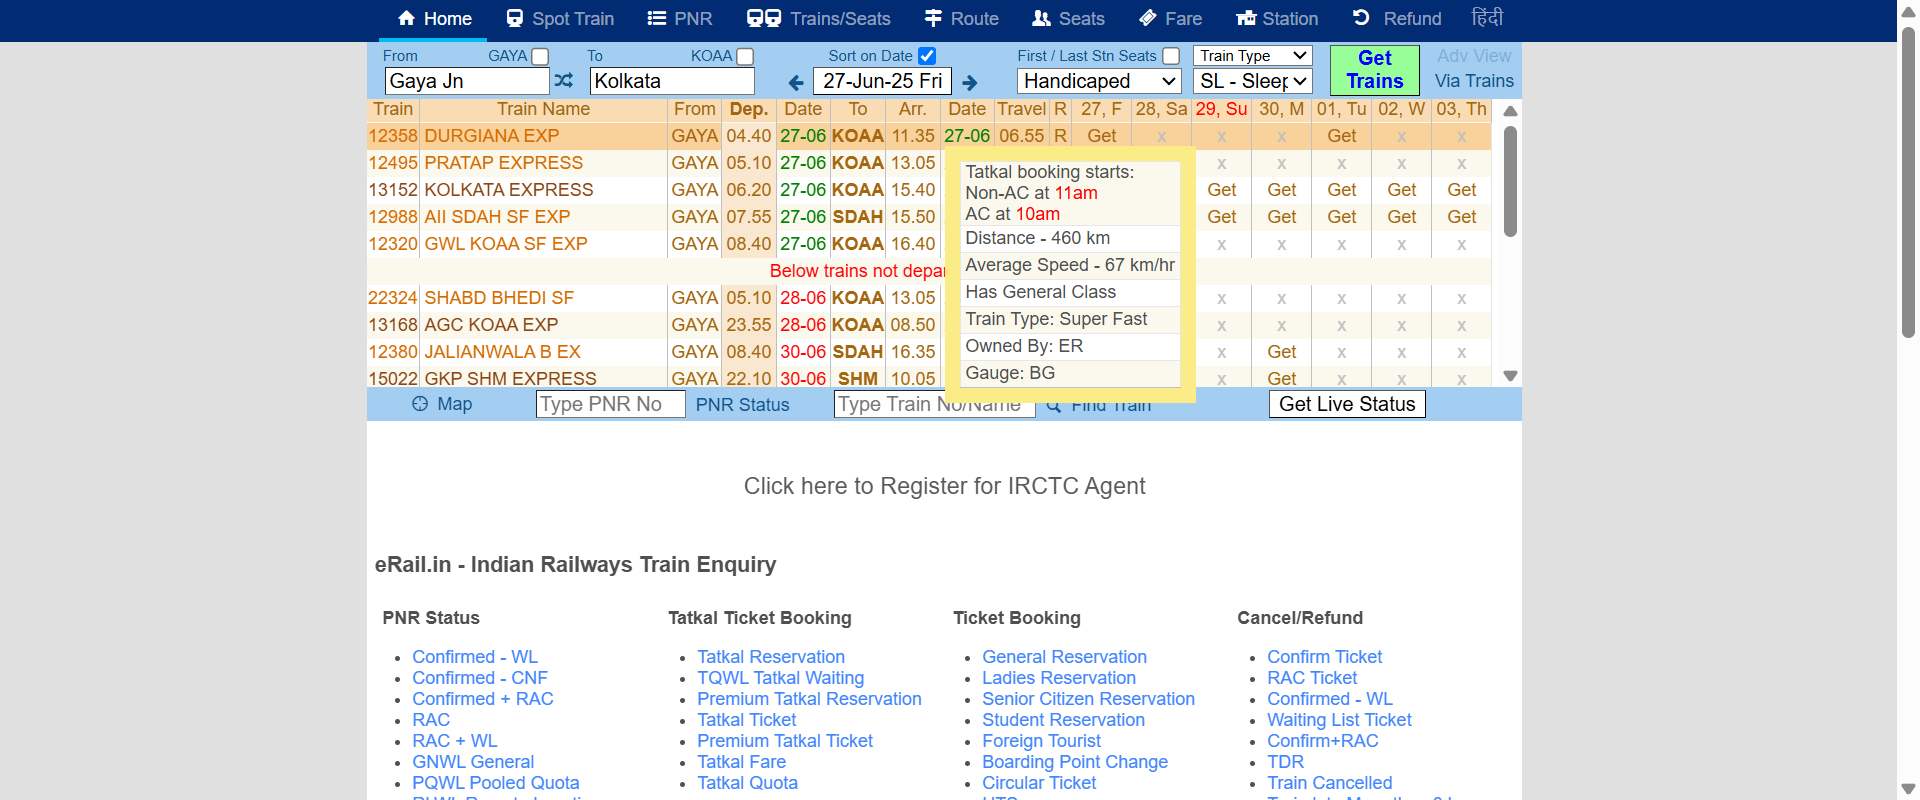 Home Spot Train PNR Trains/Seats Route Seats Fare Station Refund हिंदी
From GAYA To KOAA Sort on Date First / Last Stn Seats Train Type Get Trains Adv View
Gaya Jn Kolkata 27-Jun-25 Fri Handicaped SL - Sleep Via Trains
Train Train Name From Dep. Date To Arr. Date Travel R 27, F 28, Sa 29, Su 30, M 01, Tu 02, W 03, Th
12358 DURGIANA EXP GAYA 04.40 27-06 KOAA 11.35 27-06 06.55 R Get x x x Get x x
12495 PRATAP EXPRESS GAYA 05.10 27-06 KOAA 13.05 x x x x x
13152 KOLKATA EXPRESS GAYA 06.20 27-06 KOAA 15.40 Get Get Get Get Get
12988 AII SDAH SF EXP GAYA 07.55 27-06 SDAH 15.50 Get Get Get Get Get
12320 GWL KOAA SF EXP GAYA 08.40 27-06 KOAA 16.40 x x x x x
Below trains not depar
22324 SHABD BHEDI SF GAYA 05.10 28-06 KOAA 13.05 x x x x x
13168 AGC KOAA EXP GAYA 23.55 28-06 KOAA 08.50 x x x x x
12380 JALIANWALA B EX GAYA 08.40 30-06 SDAH 16.35 x Get x x x
15022 GKP SHM EXPRESS GAYA 22.10 30-06 SHM 10.05 x Get x x x
Tatkal booking starts:
Non-AC at 11am
AC at 10am
Distance - 460 km
Average Speed - 67 km/hr
Has General Class
Train Type: Super Fast
Owned By: ER
Gauge: BG
Map Type PNR No PNR Status Type Train No/Name Find Train Get Live Status
Click here to Register for IRCTC Agent
eRail.in - Indian Railways Train Enquiry
PNR Status
Confirmed - WL
Confirmed - CNF
Confirmed + RAC
RAC
RAC + WL
GNWL General
PQWL Pooled Quota
Tatkal Ticket Booking
Tatkal Reservation
TQWL Tatkal Waiting
Premium Tatkal Reservation
Tatkal Ticket
Premium Tatkal Ticket
Tatkal Fare
Tatkal Quota
Ticket Booking
General Reservation
Ladies Reservation
Senior Citizen Reservation
Student Reservation
Foreign Tourist
Boarding Point Change
Circular Ticket
Cancel/Refund
Confirm Ticket
RAC Ticket
Confirmed - WL
Waiting List Ticket
Confirm+RAC
TDR
Train Cancelled